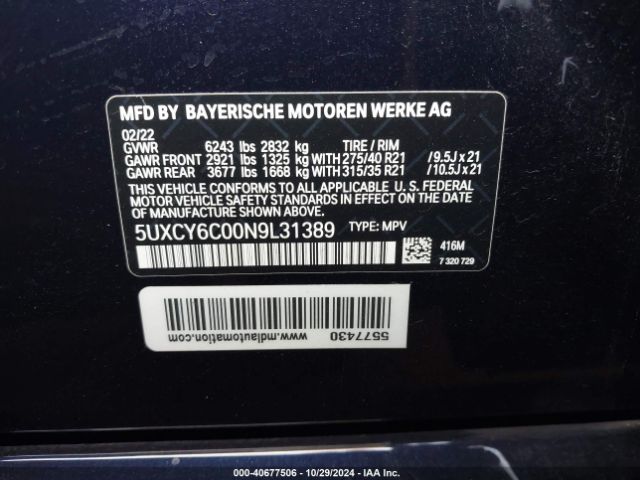 MFD BY BAYERISCHE MOTOREN WERKE AG
02/22
GVWR 6243 lbs 2832 kg TIRE / RIM
GAWR FRONT 2921 lbs 1325 kg WITH 275/40 R21 /9.5J x 21
GAWR REAR 3677 lbs 1668 kg WITH 315/35 R21 /10.5J x 21
THIS VEHICLE CONFORMS TO ALL APPLICABLE U. S. FEDERAL
MOTOR VEHICLE SAFETY STANDARDS IN EFFECT ON THE
DATE OF MANUFACTURE SHOWN ABOVE.
5UXCY6C00N9L31389 TYPE: MPV
416M
7 320 729
www.mdlautomation.com
5577430
000-40677506 - 10/29/2024 - IAA Inc.